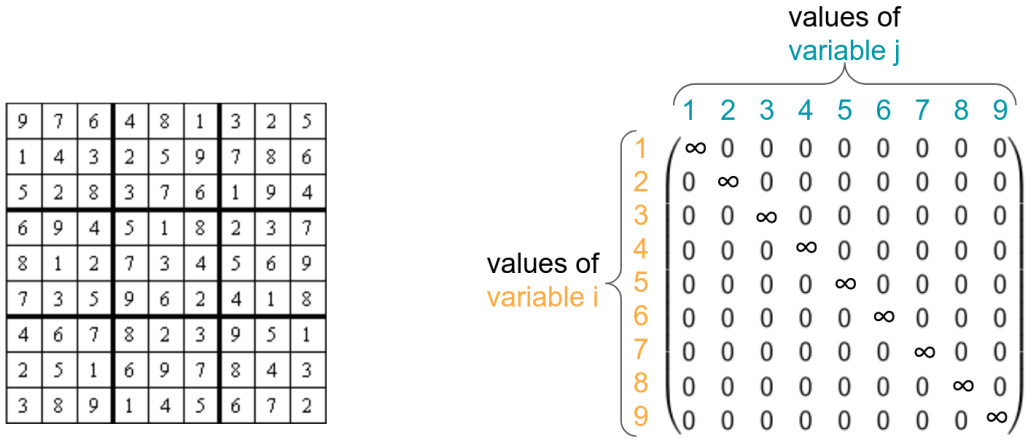 9 7 6 4 8 1 3 2 5
1 4 3 2 5 9 7 8 6
5 2 8 3 7 6 1 9 4
6 9 4 5 1 8 2 3 7
8 1 2 7 3 4 5 6 9
7 3 5 9 6 2 4 1 8
4 6 7 8 2 3 9 5 1
2 5 1 6 9 7 8 4 3
3 8 9 1 4 5 6 7 2
values of
variable j
1 2 3 4 5 6 7 8 9
values of
variable i
1 ∞ 0 0 0 0 0 0 0 0
2 0 ∞ 0 0 0 0 0 0 0
3 0 0 ∞ 0 0 0 0 0 0
4 0 0 0 ∞ 0 0 0 0 0
5 0 0 0 0 ∞ 0 0 0 0
6 0 0 0 0 0 ∞ 0 0 0
7 0 0 0 0 0 0 ∞ 0 0
8 0 0 0 0 0 0 0 ∞ 0
9 0 0 0 0 0 0 0 0 ∞